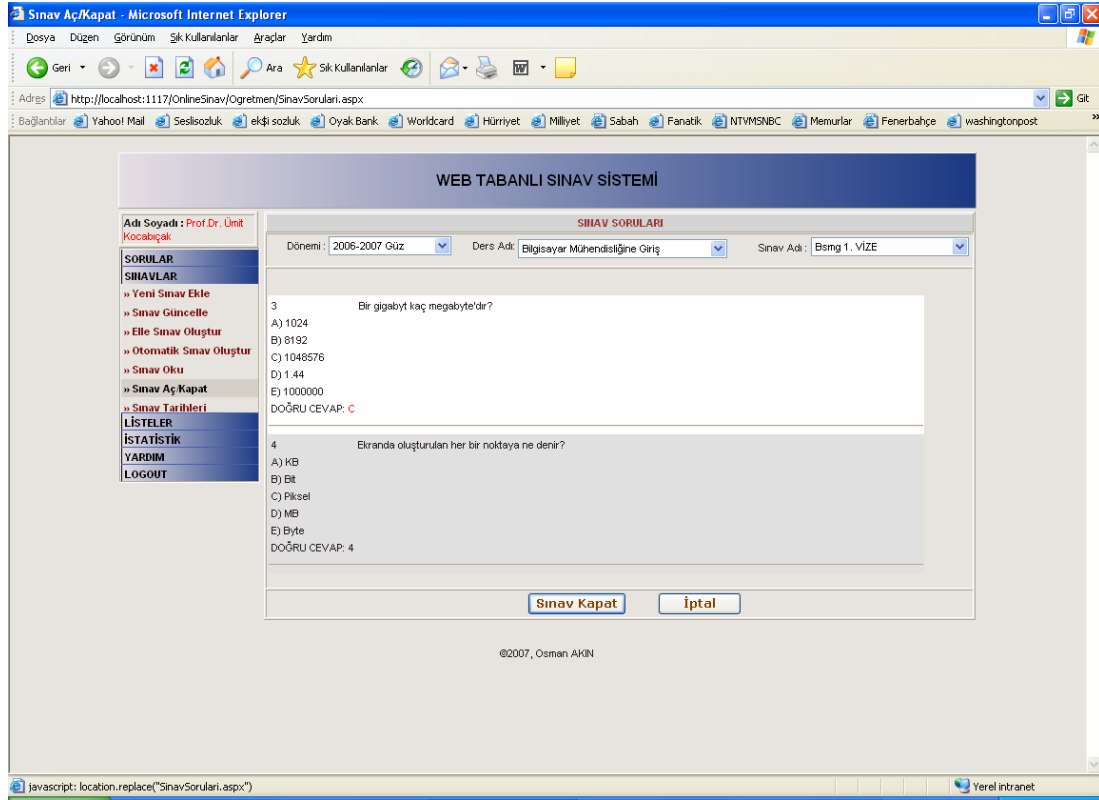 Sınav Aç/Kapat - Microsoft Internet Explorer
Dosya Düzen Görünüm Sık Kullanılanlar Araçlar Yardım
Geri Ara Sık Kullanılanlar
Adres http://localhost:1117/OnlineSinav/Ogretmen/SinavSorulari.aspx Git
Bağlantılar Yahoo! Mail Seslisozluk ek$i sozluk Oyak Bank Worldcard Hürriyet Milliyet Sabah Fanatik NTVMSNBC Memurlar Fenerbahçe washingtonpost »
WEB TABANLI SINAV SİSTEMİ
Adı Soyadı : Prof.Dr. Ümit
Kocabıçak
SORULAR
SINAVLAR
» Yeni Sınav Ekle
» Sınav Güncelle
» Elle Sınav Oluştur
» Otomatik Sınav Oluştur
» Sınav Oku
» Sınav Aç/Kapat
» Sınav Tarihleri
LİSTELER
İSTATİSTİK
YARDIM
LOGOUT
SINAV SORULARI
Dönemi : 2006-2007 Güz Ders Adı: Bilgisayar Mühendisliğine Giriş Sınav Adı : Bsmg 1. VİZE
3 Bir gigabyt kaç megabyte'dır?
A) 1024
B) 8192
C) 1048576
D) 1.44
E) 1000000
DOĞRU CEVAP: C
4 Ekranda oluşturulan her bir noktaya ne denir?
A) KB
B) Bit
C) Piksel
D) MB
E) Byte
DOĞRU CEVAP: 4
Sınav Kapat İptal
©2007, Osman AKIN
javascript: location.replace("SinavSorulari.aspx") Yerel intranet